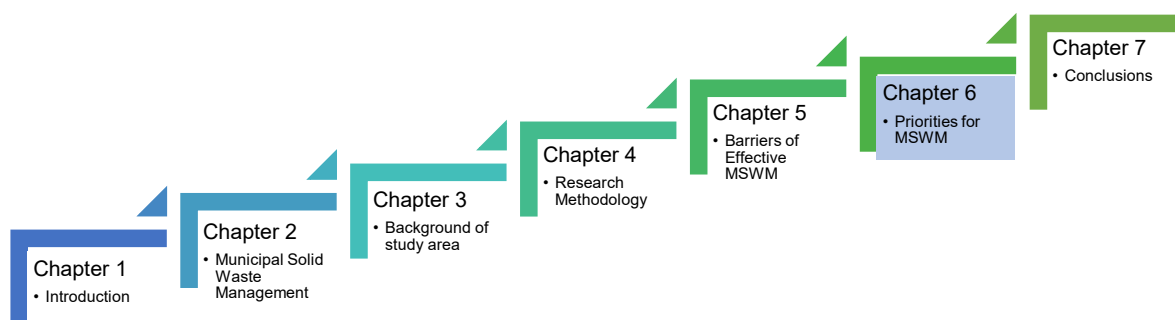 Chapter 1
• Introduction
Chapter 2
• Municipal Solid
Waste
Management
Chapter 3
• Background of
study area
Chapter 4
• Research
Methodology
Chapter 5
• Barriers of
Effective
MSWM
Chapter 6
• Priorities for
MSWM
Chapter 7
• Conclusions